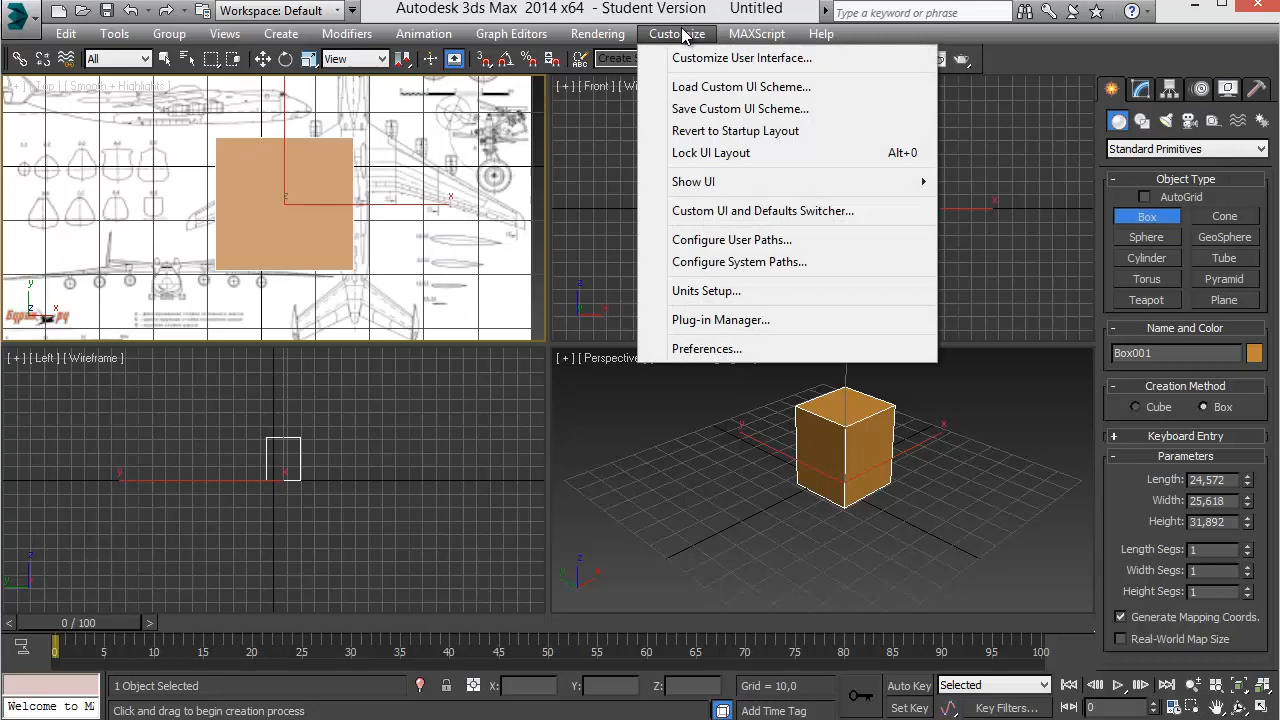 Workspace: Default
Autodesk 3ds Max 2014 x64 - Student Version Untitled
Type a keyword or phrase
Edit Tools Group Views Create Modifiers Animation Graph Editors Rendering Customize MAXScript Help
All
View
Create S
Customize User Interface...
Load Custom UI Scheme...
Save Custom UI Scheme...
Revert to Startup Layout
Lock UI Layout Alt+0
Show UI
Custom UI and Defaults Switcher...
Configure User Paths...
Configure System Paths...
Units Setup...
Plug-in Manager...
Preferences...
[ + ] [ Top ] [ Smooth + Highlights ]
z
x
y
z
x
[ + ] [ Front ] [ Wi
x
z
x
[ + ] [ Left ] [ Wireframe ]
y
x
z
y
[ + ] [ Perspective
y
x
z
y
x
Standard Primitives
- Object Type
AutoGrid
Box Cone
Sphere GeoSphere
Cylinder Tube
Torus Pyramid
Teapot Plane
- Name and Color
Box001
- Creation Method
Cube Box
+ Keyboard Entry
- Parameters
Length: 24,572
Width: 25,618
Height: 31,892
Length Segs: 1
Width Segs: 1
Height Segs: 1
Generate Mapping Coords.
Real-World Map Size
< 0 / 100 >
0 5 10 15 20 25 30 35 40 45 50 55 60 65 70 75 80 85 90 95 100
1 Object Selected X: Y: Z: Grid = 10,0 Auto Key Selected
Welcome to MA Click and drag to begin creation process Add Time Tag Set Key Key Filters... 0